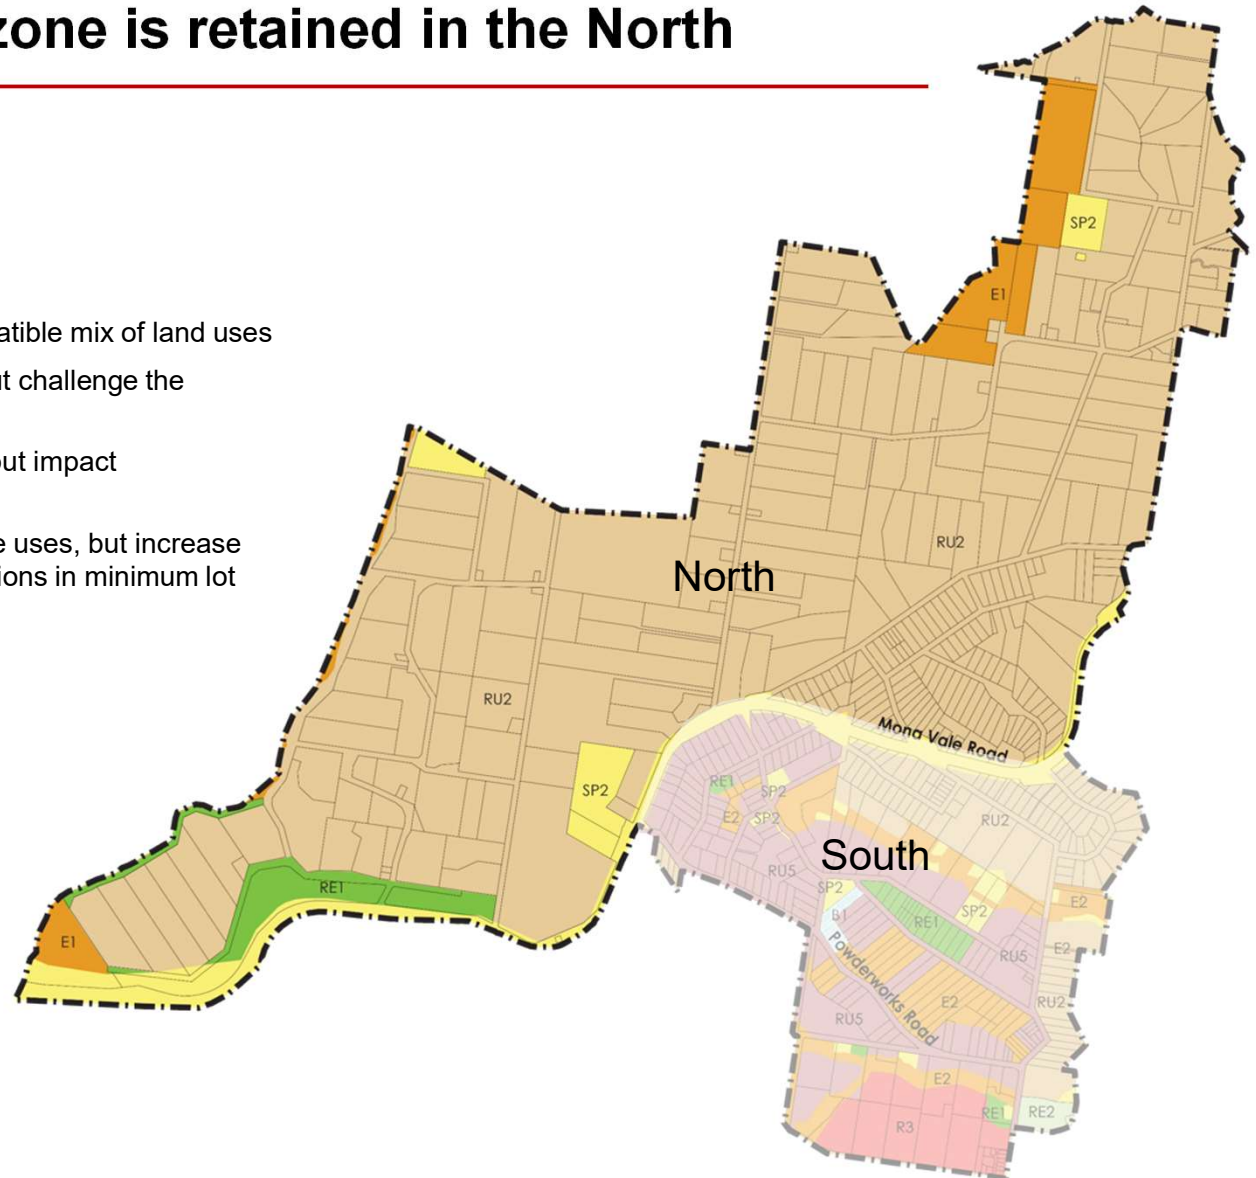 zone is retained in the North
atible mix of land uses
ut challenge the
out impact
e uses, but increase
ions in minimum lot
SP2
E1
RU2
North
RU2
Mona Vale Road
SP2
RE1
SP2
E2
SP2
RU2
South
RU5
SP2
RE1
E1
B1
RE1
SP2
E2
RU5
E2
Powderworks Road
E2
RU2
RU5
E2
R3
RE1
RE2